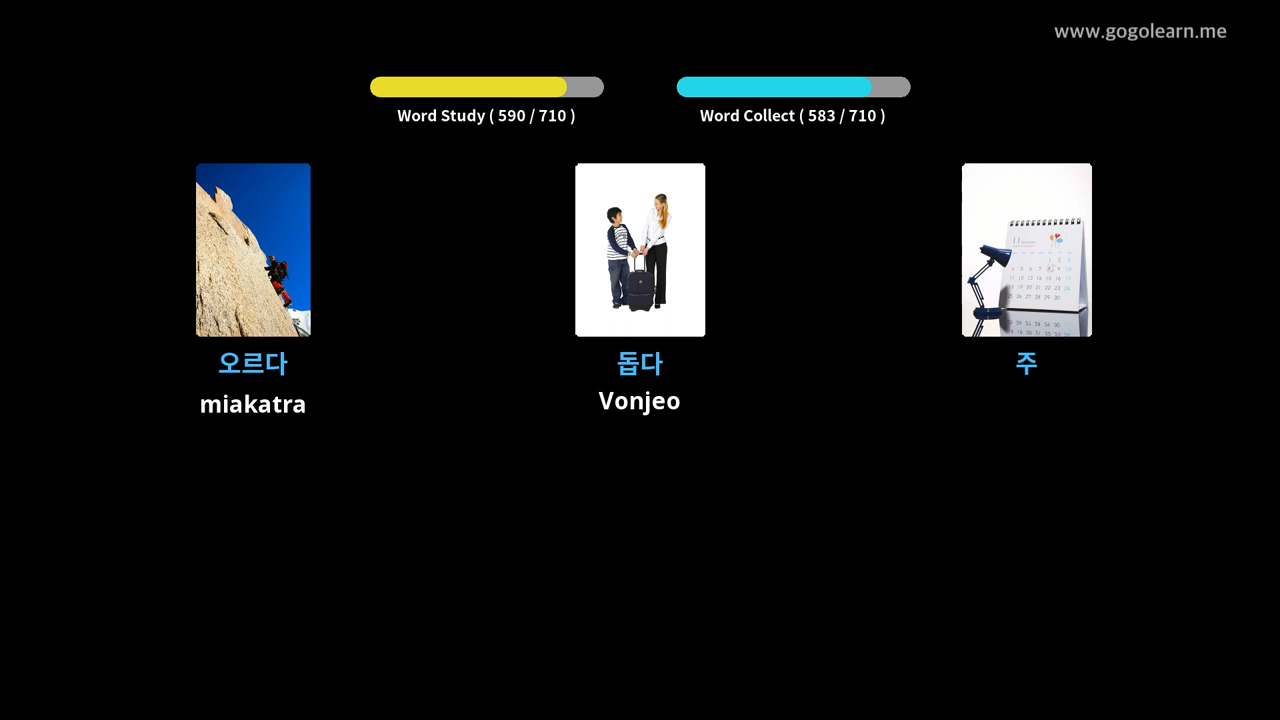 www.gogolearn.me
Word Study ( 590 / 710 )
Word Collect ( 583 / 710 )
오르다
돕다
주
miakatra
Vonjeo